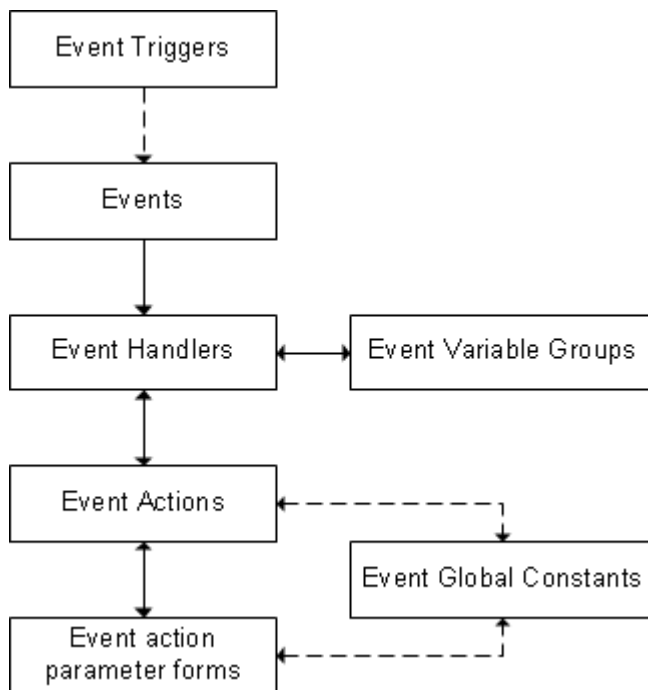 Event Triggers
Events
Event Handlers
Event Variable Groups
Event Actions
Event Global Constants
Event action
parameter forms